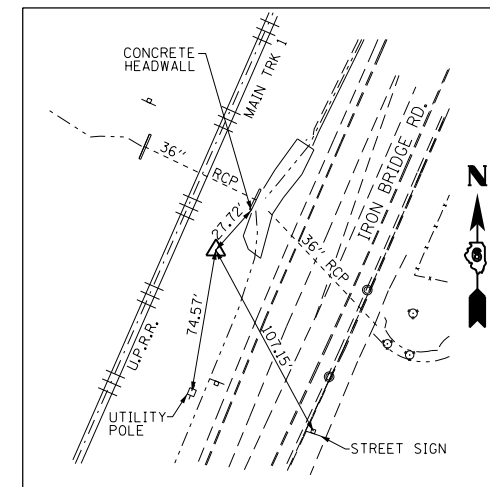 CONCRETE
HEADWALL
MAIN TRK 1
36" RCP
IRON BRIDGE RD.
N
27.72'
36" RCP
6
74.57'
107.15'
U.P.R.R.
UTILITY
POLE
STREET SIGN